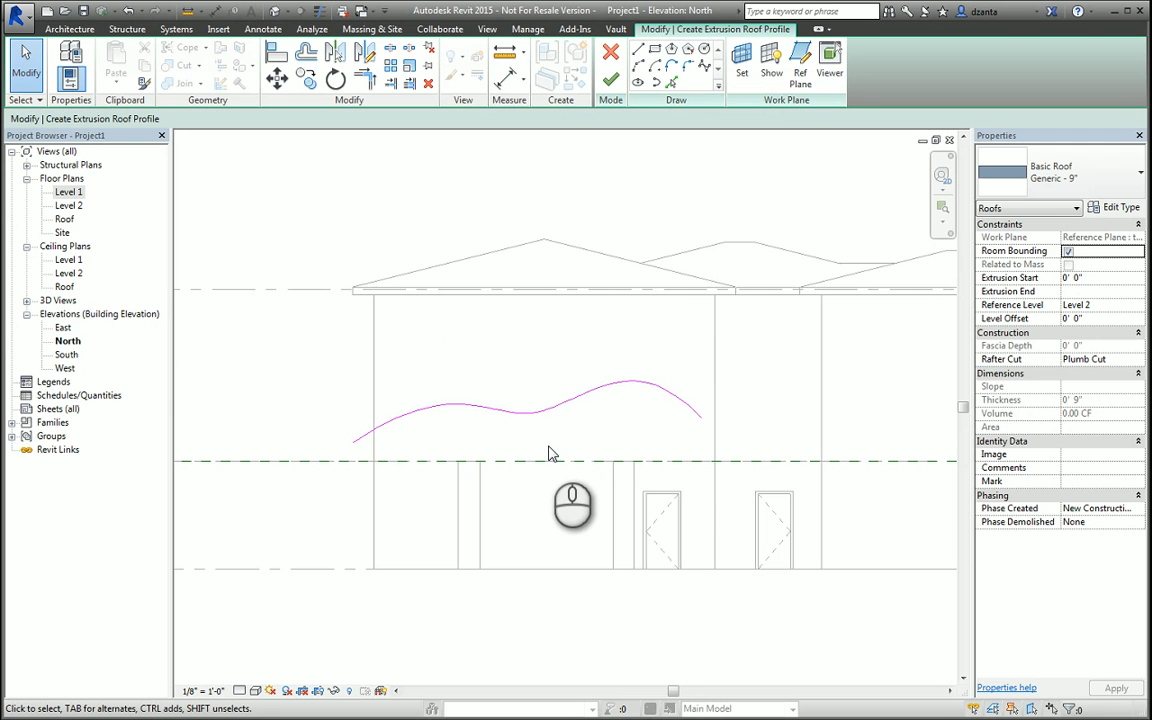 Autodesk Revit 2015 - Not For Resale Version - Project1 - Elevation: North
Type a keyword or phrase
dzanta
Architecture Structure Systems Insert Annotate Analyze Massing & Site Collaborate View Manage Add-Ins Vault Modify | Create Extrusion Roof Profile
Modify
Paste
Cope
Cut
Join
Set
Show
Ref
Plane
Viewer
Select Properties Clipboard Geometry Modify View Measure Create Mode Draw Work Plane
Modify | Create Extrusion Roof Profile
Project Browser - Project1
Views (all)
Structural Plans
Floor Plans
Level 1
Level 2
Roof
Site
Ceiling Plans
Level 1
Level 2
Roof
3D Views
Elevations (Building Elevation)
East
North
South
West
Legends
Schedules/Quantities
Sheets (all)
Families
Groups
Revit Links
2D
Properties
Basic Roof
Generic - 9"
Roofs
Edit Type
Constraints
Work Plane Reference Plane : t...
Room Bounding
Related to Mass
Extrusion Start 0' 0"
Extrusion End
Reference Level Level 2
Level Offset 0' 0"
Construction
Fascia Depth 0' 0"
Rafter Cut Plumb Cut
Dimensions
Slope
Thickness 0' 9"
Volume 0.00 CF
Area
Identity Data
Image
Comments
Mark
Phasing
Phase Created New Constructi...
Phase Demolished None
Properties help
Apply
1/8" = 1'-0"
Click to select, TAB for alternates, CTRL adds, SHIFT unselects.
:0
Main Model
:0